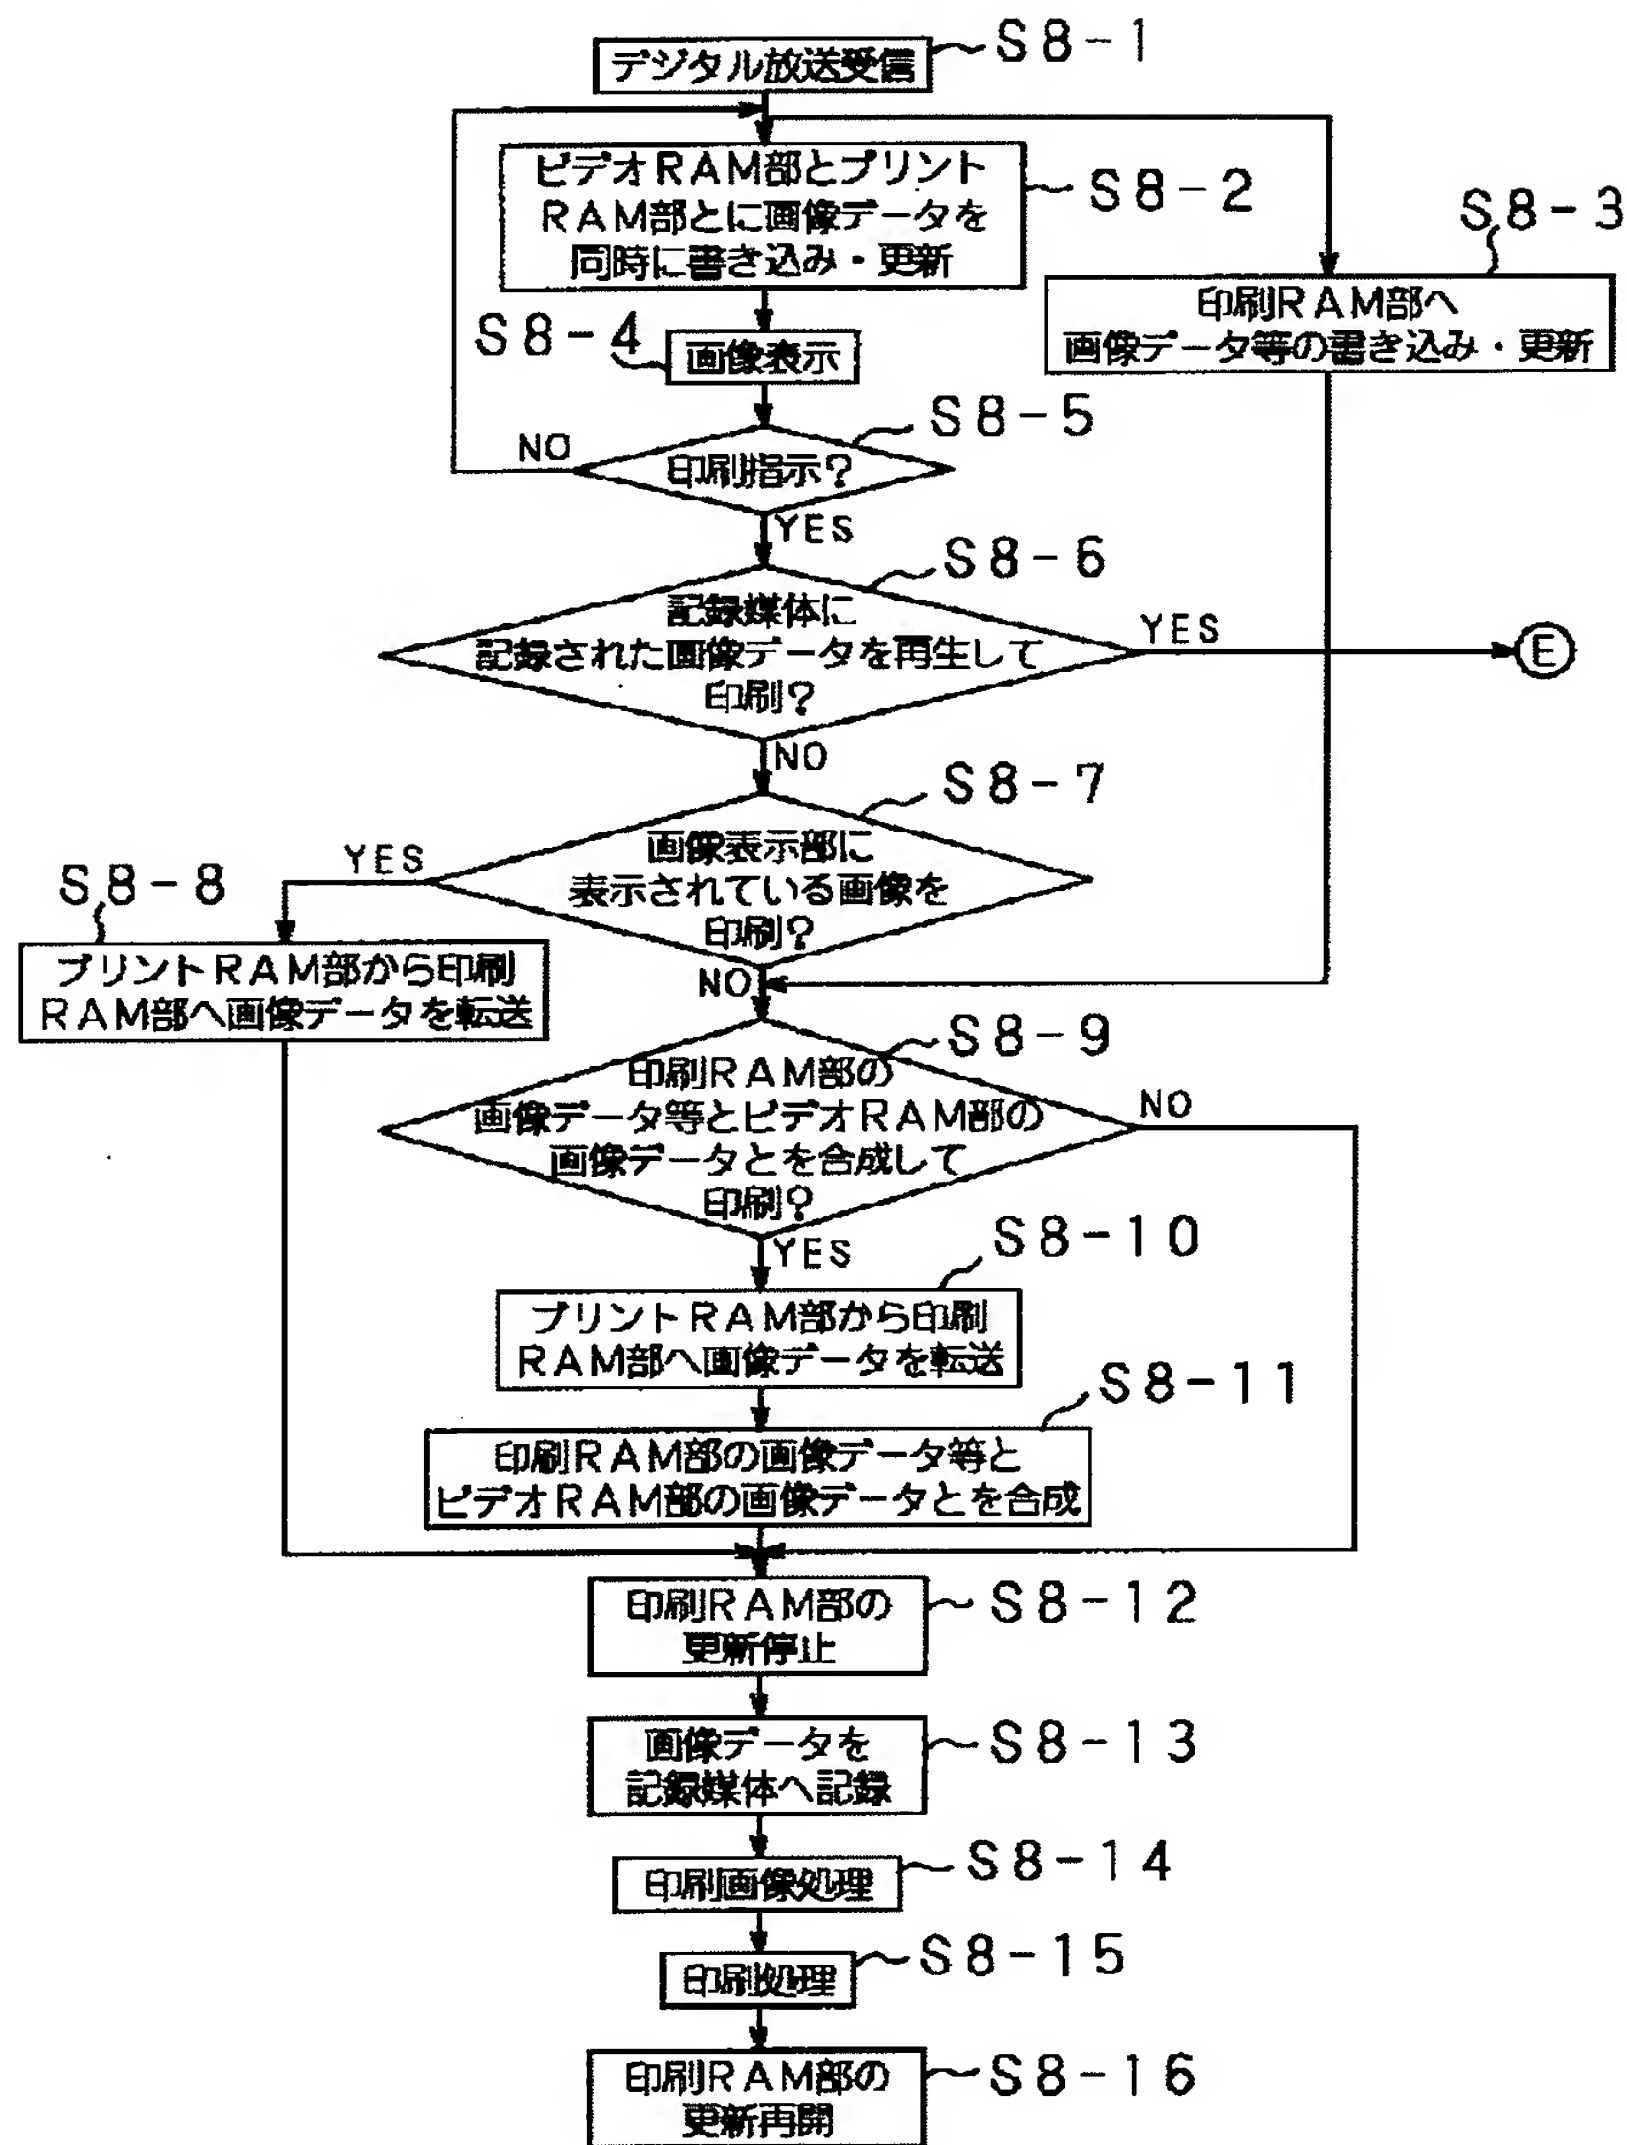 S8-1
デジタル放送受信
ビデオRAM部とプリント
RAM部とに画像データを
同時に書き込み・更新
S8-2
S8-3
印刷RAM部へ
画像データ等の書き込み・更新
S8-4
画像表示
S8-5
NO
印刷指示?
YES
S8-6
記録媒体に
記録された画像データを再生して
印刷?
YES
E
NO
S8-7
画像表示部に
表示されている画像を
印刷?
YES
S8-8
プリントRAM部から印刷
RAM部へ画像データを転送
NO
S8-9
印刷RAM部の
画像データ等とビデオRAM部の
画像データとを合成して
印刷?
NO
YES
S8-10
プリントRAM部から印刷
RAM部へ画像データを転送
S8-11
印刷RAM部の画像データ等と
ビデオRAM部の画像データとを合成
印刷RAM部の
更新停止
S8-12
画像データを
記録媒体へ記録
S8-13
印刷画像処理
S8-14
印刷処理
S8-15
印刷RAM部の
更新再開
S8-16